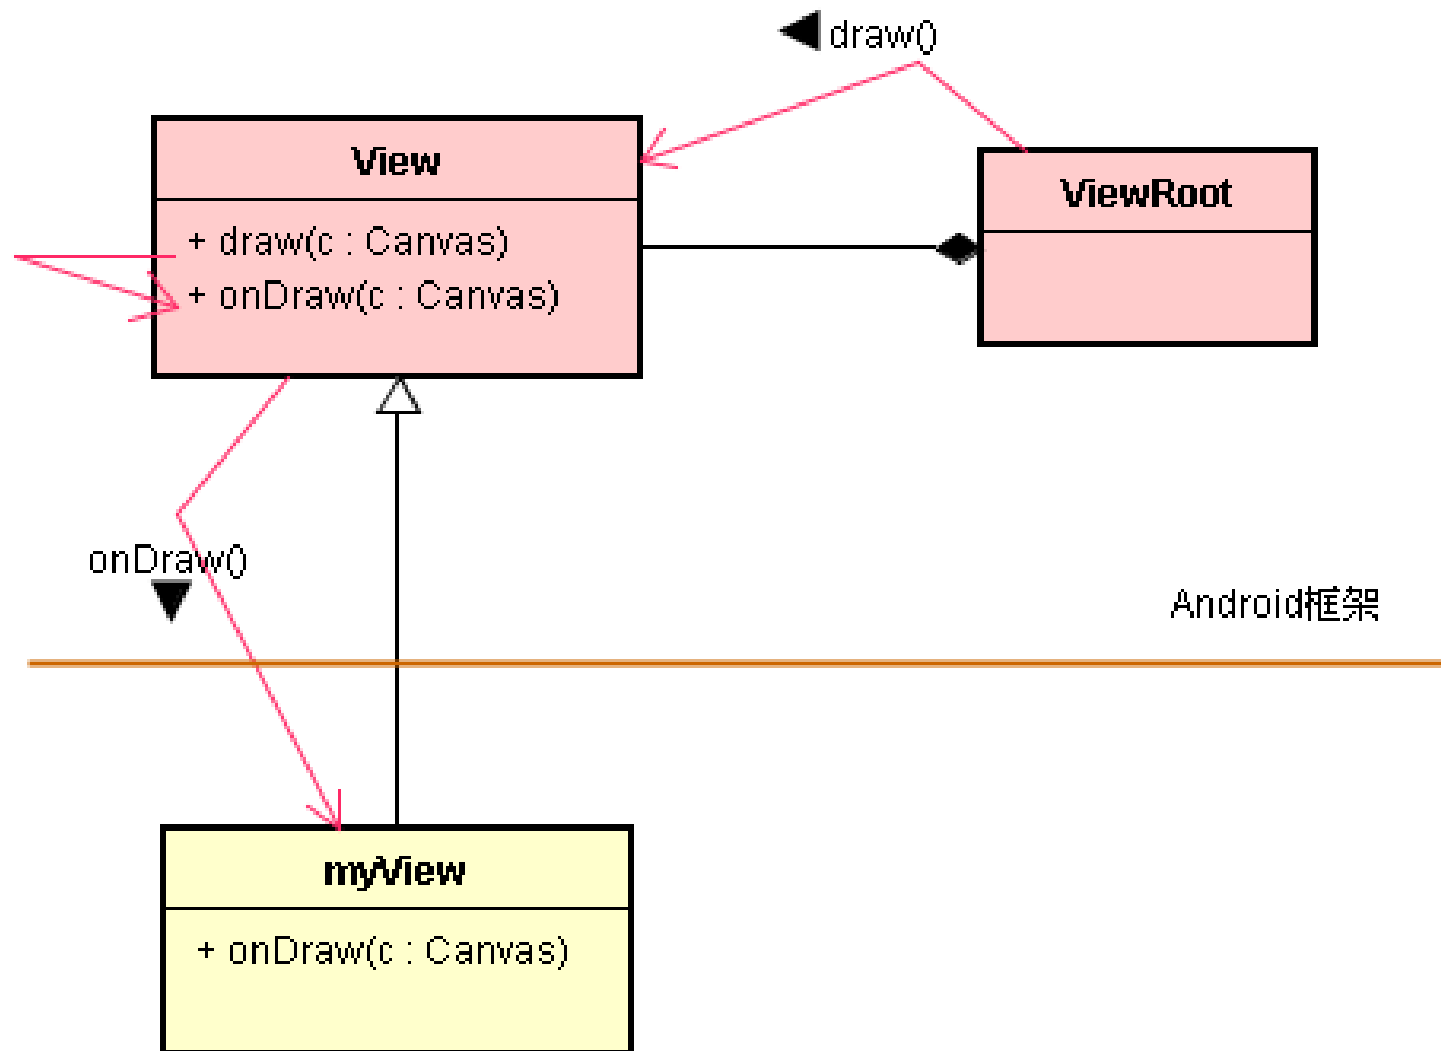 draw()
View
+ draw(c : Canvas)
+ onDraw(c : Canvas)
ViewRoot
onDraw()
Android框架
myView
+ onDraw(c : Canvas)